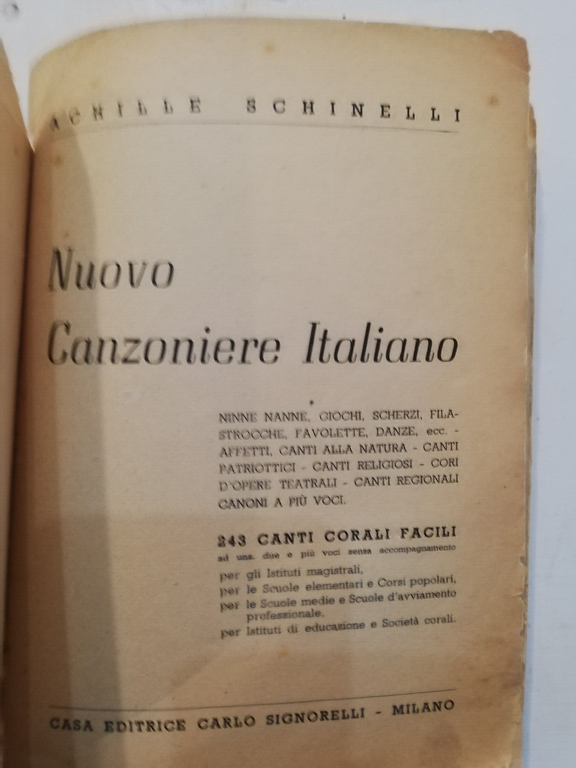 ACHILLE SCHINELLI
Nuovo
Canzoniere Italiano
NINNE NANNE, GIOCHI, SCHERZI, FILA-
STROCCHE, FAVOLETTE, DANZE, ecc. -
AFFETTI, CANTI ALLA NATURA - CANTI
PATRIOTTICI - CANTI RELIGIOSI - CORI
D'OPERE TEATRALI - CANTI REGIONALI
CANONI A PIÙ VOCI.
243 CANTI CORALI FACILI
ad una, due e più voci senza accompagnamento
per gli Istituti magistrali,
per le Scuole elementari e Corsi popolari,
per le Scuole medie e Scuole d'avviamento
professionale,
per Istituti di educazione e Società corali.
CASA EDITRICE CARLO SIGNORELLI - MILANO